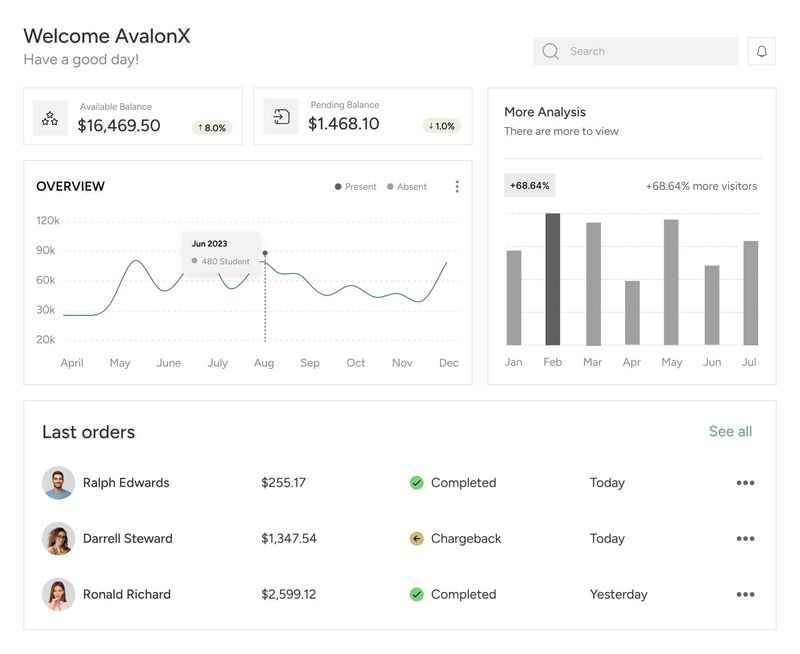 Welcome AvalonX
Have a good day!
Search
Available Balance
$16,469.50
↑ 8.0%
Pending Balance
$1.468.10
↓ 1.0%
More Analysis
There are more to view
+68.64%
+68.64% more visitors
Jan Feb Mar Apr May Jun Jul
OVERVIEW
Present
Absent
120k
90k
60k
30k
20k
Jun 2023
480 Student
April May June July Aug Sep Oct Nov Dec
Last orders
See all
Ralph Edwards $255.17 Completed Today
Darrell Steward $1,347.54 Chargeback Today
Ronald Richard $2,599.12 Completed Yesterday